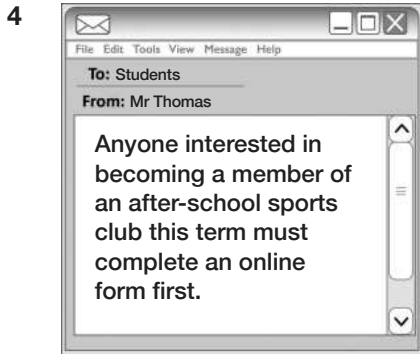 4
File Edit Tools View Message Help
To: Students
From: Mr Thomas
Anyone interested in
becoming a member of
an after-school sports
club this term must
complete an online
form first.